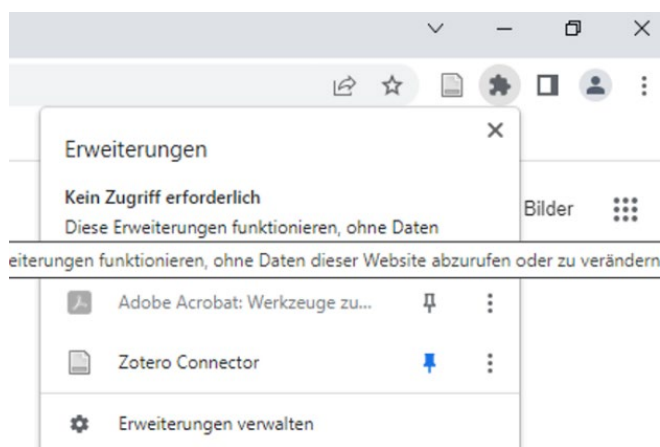 Erweiterungen
Kein Zugriff erforderlich
Diese Erweiterungen funktionieren, ohne Daten
Bilder
eiterungen funktionieren, ohne Daten dieser Website abzurufen oder zu verändern
Adobe Acrobat: Werkzeuge zu...
Zotero Connector
Erweiterungen verwalten